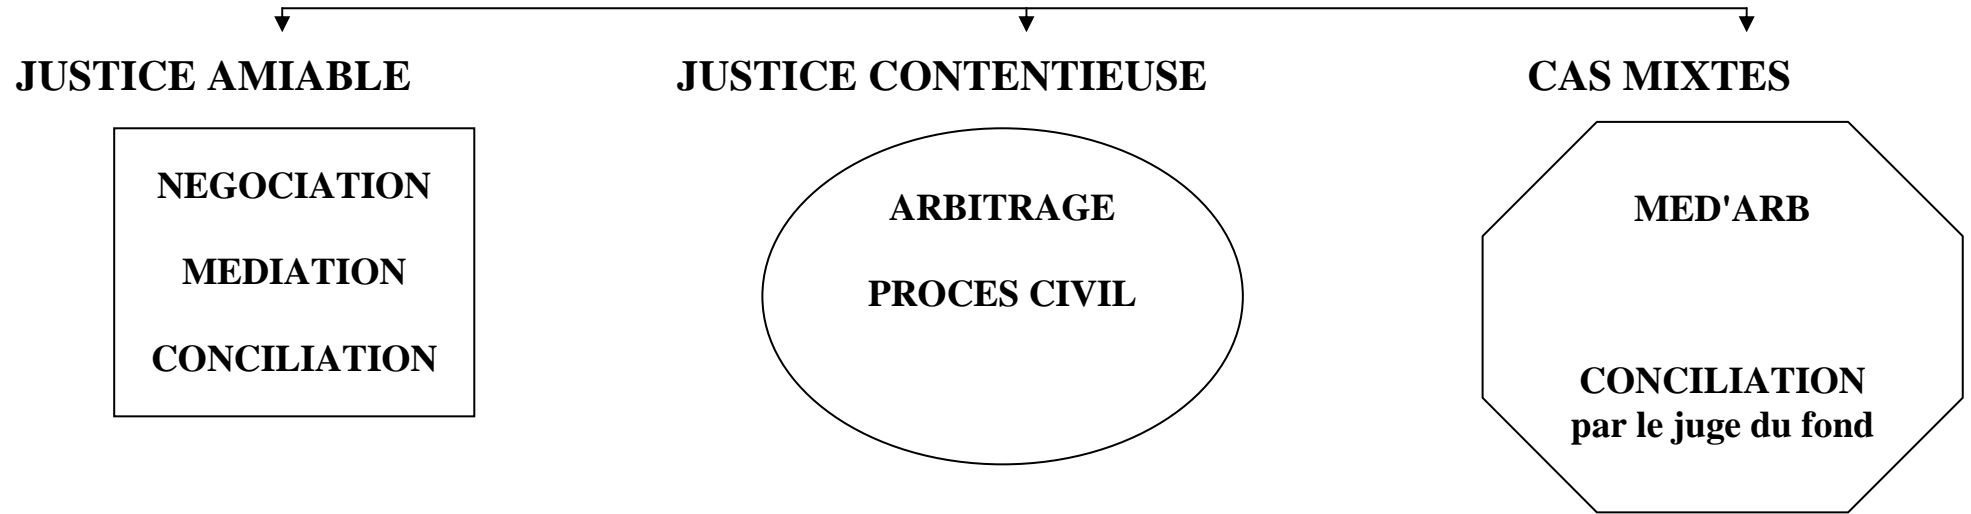 JUSTICE AMIABLE
JUSTICE CONTENTIEUSE
CAS MIXTES
NEGOCIATION
MEDIATION
CONCILIATION
ARBITRAGE
PROCES CIVIL
MED'ARB
CONCILIATION
par le juge du fond